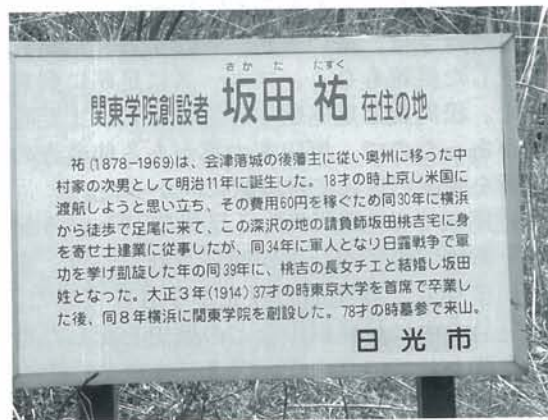 さかた たすく
関東学院創設者 坂田 祐 在住の地
祐(1878-1969)は、会津落城の後藩主に従い奥州に移った中
村家の次男として明治11年に誕生した。18才の時上京し米国に
渡航しようと思い立ち、その費用60円を稼ぐため同30年に横浜
から徒歩で足尾に来て、この深沢の地の請負師坂田桃吉宅に身
を寄せ土建業に従事したが、同34年に軍人となり日露戦争で軍
功を挙げ凱旋した年の同39年に、桃吉の長女チエと結婚し坂田
姓となった。大正3年(1914)37才の時東京大学を首席で卒業し
た後、同8年横浜に関東学院を創設した。78才の時墓参で来山。
日光市